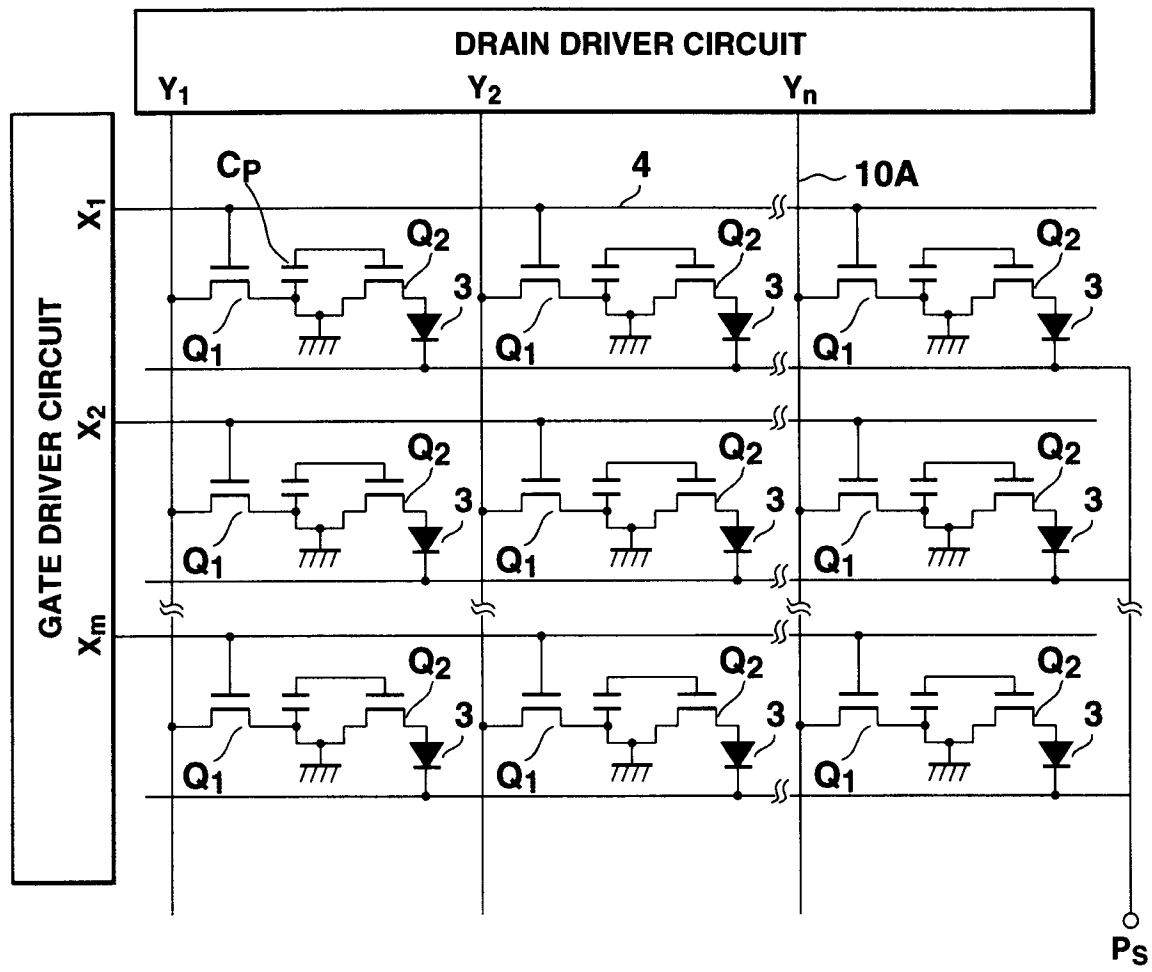 DRAIN DRIVER CIRCUIT
Y1 Y2 Yn
GATE DRIVER CIRCUIT
CP 4 10A
X1
Q2 Q2 Q2
3 3 3
Q1 Q1 Q1
X2
Q2 Q2 Q2
3 3 3
Q1 Q1 Q1
Xm
Q2 Q2 Q2
3 3 3
Q1 Q1 Q1
PS